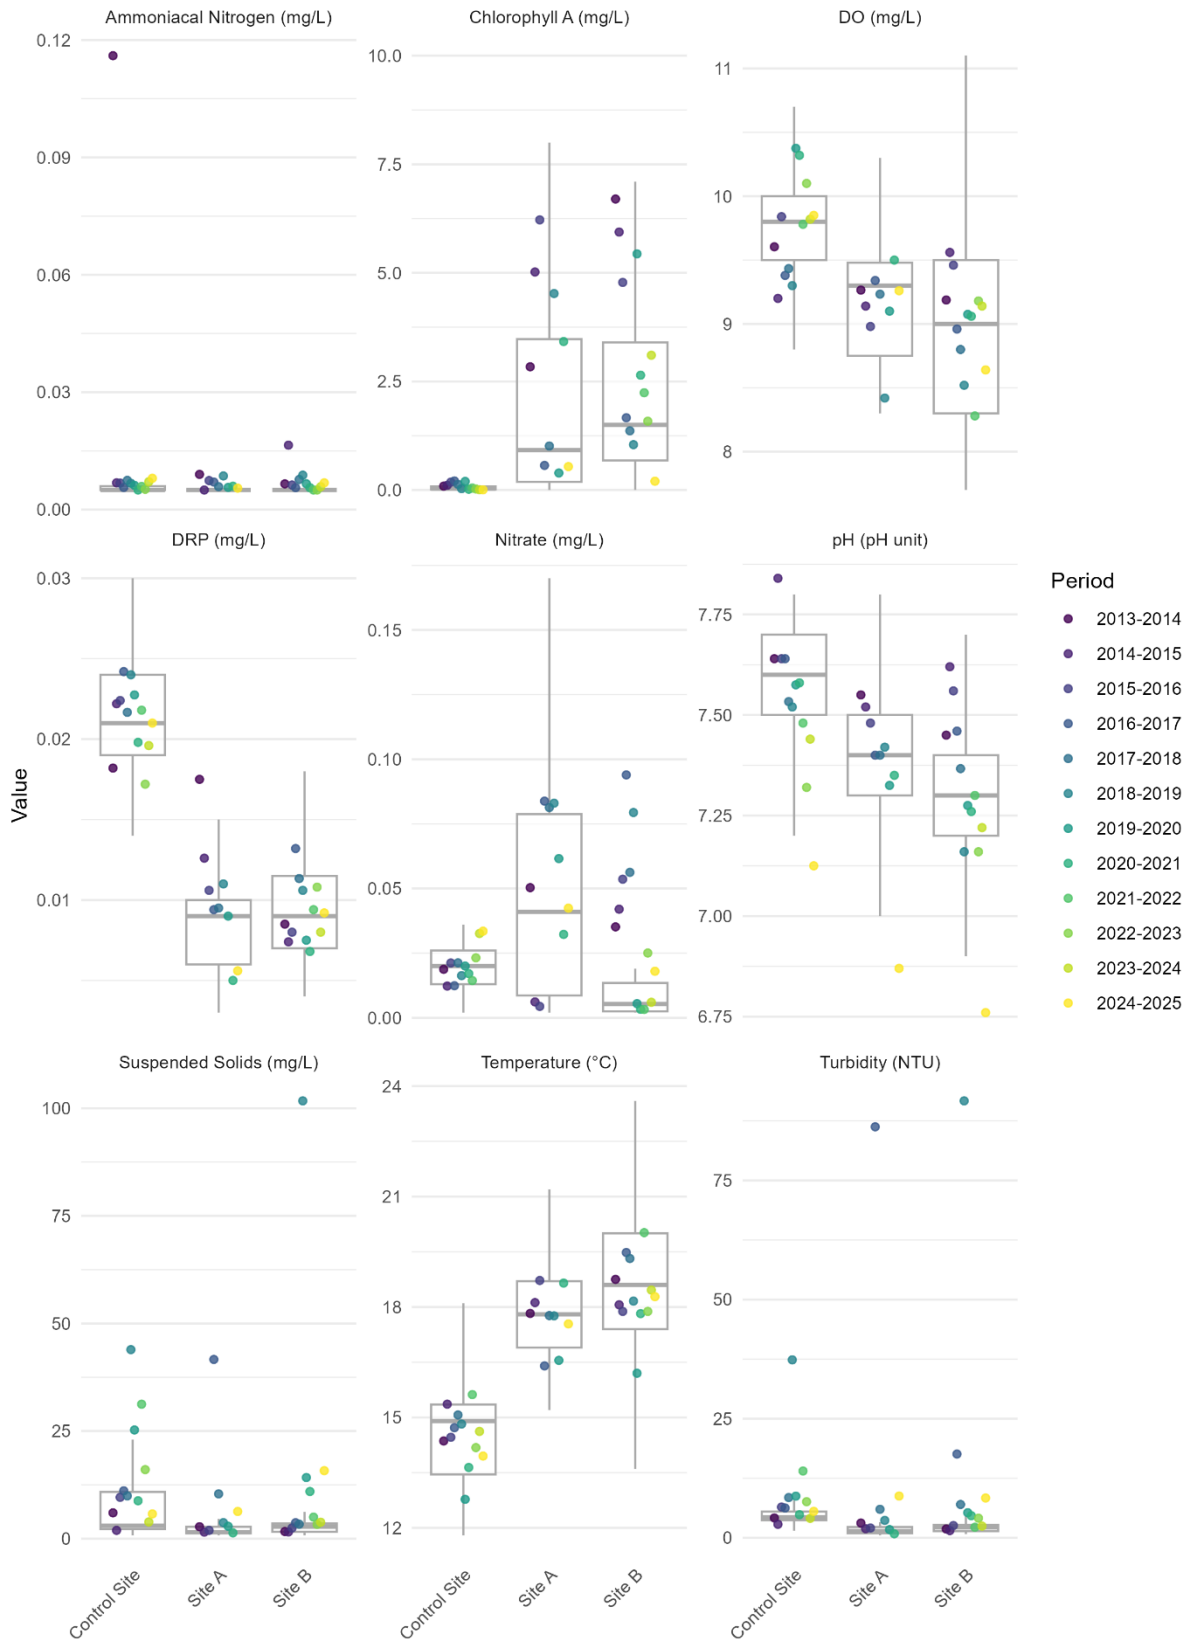 Ammoniacal Nitrogen (mg/L)
Chlorophyll A (mg/L)
DO (mg/L)
0.12
0.09
0.06
0.03
0.00
10.0
7.5
5.0
2.5
0.0
11
10
9
8
DRP (mg/L)
Nitrate (mg/L)
pH (pH unit)
0.03
0.02
0.01
0.15
0.10
0.05
0.00
7.75
7.50
7.25
7.00
6.75
Value
Suspended Solids (mg/L)
Temperature (°C)
Turbidity (NTU)
100
75
50
25
0
24
21
18
15
12
75
50
25
0
Control Site
Site A
Site B
Control Site
Site A
Site B
Control Site
Site A
Site B
Period
2013-2014
2014-2015
2015-2016
2016-2017
2017-2018
2018-2019
2019-2020
2020-2021
2021-2022
2022-2023
2023-2024
2024-2025